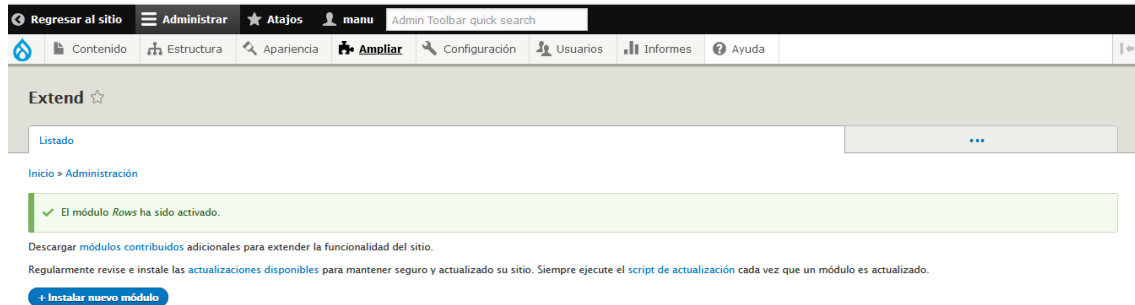 Regresar al sitio Administrar Atajos manu Admin Toolbar quick search
Contenido Estructura Apariencia Ampliar Configuración Usuarios Informes Ayuda
Extend
Listado
Inicio » Administración
El módulo Rows ha sido activado.
Descargar módulos contribuidos adicionales para extender la funcionalidad del sitio.
Regularmente revise e instale las actualizaciones disponibles para mantener seguro y actualizado su sitio. Siempre ejecute el script de actualización cada vez que un módulo es actualizado.
+ Instalar nuevo módulo